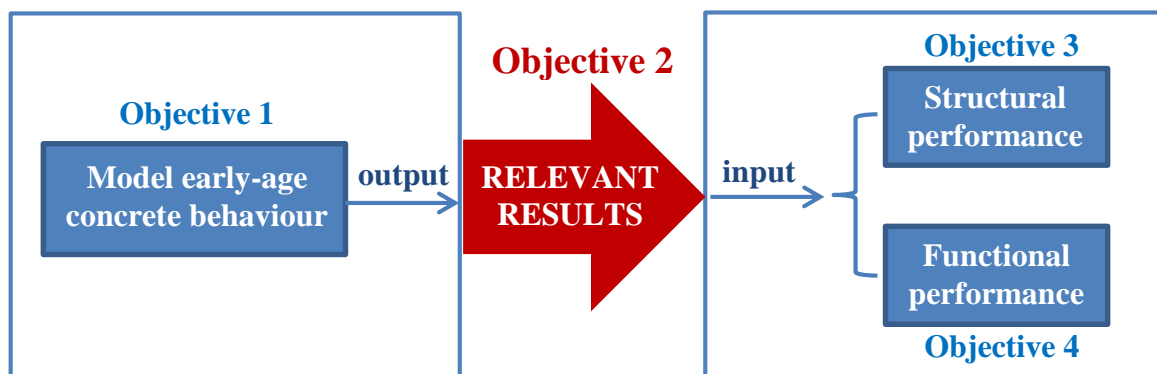 Objective 1
Model early-age
concrete behaviour
output
Objective 2
RELEVANT
RESULTS
input
Objective 3
Structural
performance
Functional
performance
Objective 4